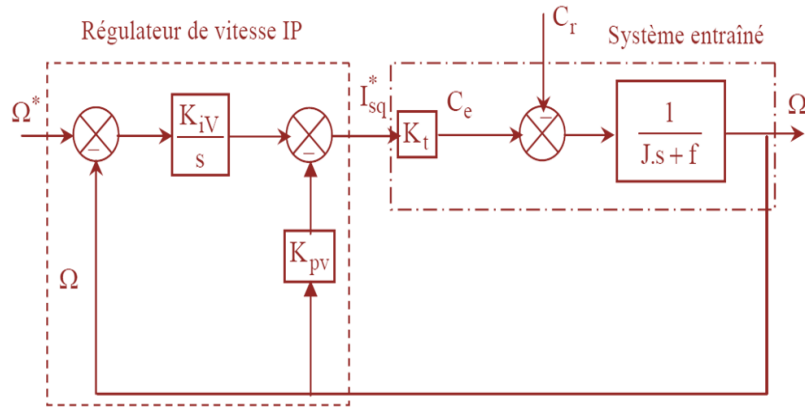 Régulateur de vitesse IP
C_r
Système entraîné
Ω*
K_iV
s
I*_sq
K_t
C_e
1
J.s + f
Ω
K_pv
Ω